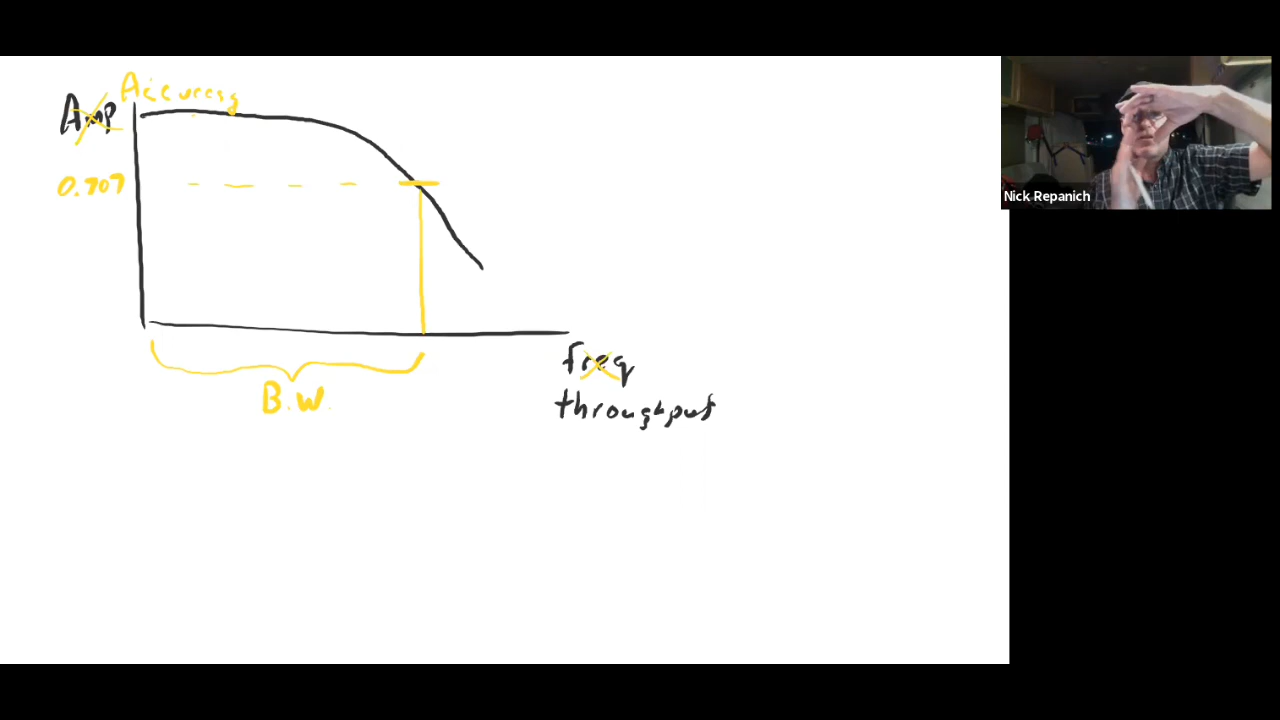 Accuracy
Amp
0.707
B.W.
freq
throughput
Nick Repanich